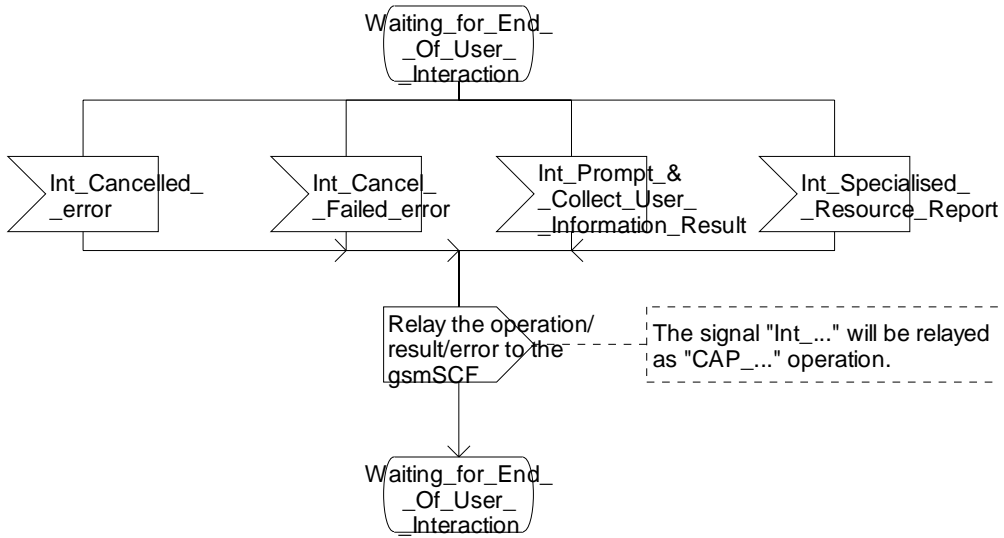 Waiting_for_End_
_Of_User_
_Interaction
Int_Cancelled_
_error
Int_Cancel_
_Failed_error
Int_Prompt_&
_Collect_User_
_Information_Result
Int_Specialised_
_Resource_Report
Relay the operation/
result/error to the
gsmSCF
The signal "Int_..." will be relayed
as "CAP_..." operation.
Waiting_for_End_
_Of_User_
_Interaction